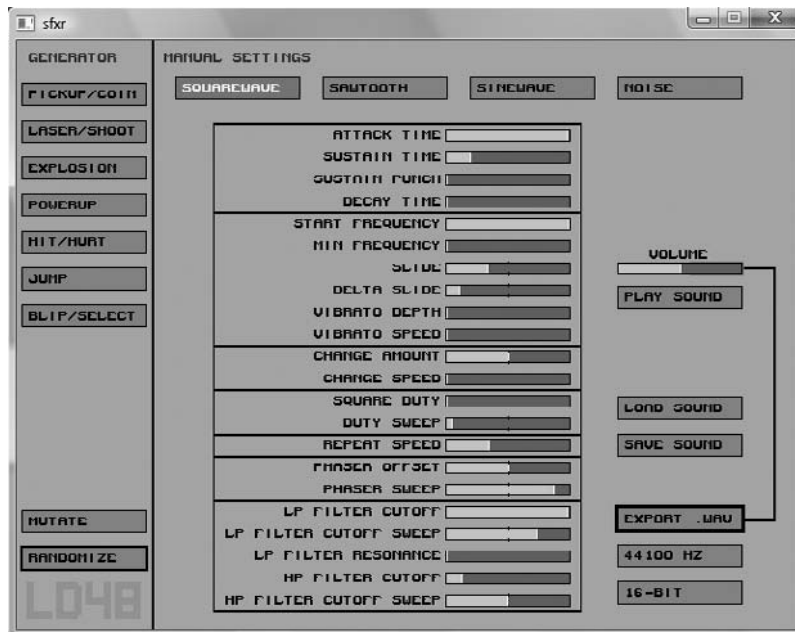 sfxr
GENERATOR
PICKUP/COIN
LASER/SHOOT
EXPLOSION
POWERUP
HIT/HURT
JUMP
BLIP/SELECT
MUTATE
RANDOMIZE
LD48
MANUAL SETTINGS
SQUAREWAVE SAWTOOTH SINEWAVE NOISE
ATTACK TIME
SUSTAIN TIME
SUSTAIN PUNCH
DECAY TIME
START FREQUENCY
MIN FREQUENCY
SLIDE
DELTA SLIDE
VIBRATO DEPTH
VIBRATO SPEED
CHANGE AMOUNT
CHANGE SPEED
SQUARE DUTY
DUTY SWEEP
REPEAT SPEED
PHASER OFFSET
PHASER SWEEP
LP FILTER CUTOFF
LP FILTER CUTOFF SWEEP
LP FILTER RESONANCE
HP FILTER CUTOFF
HP FILTER CUTOFF SWEEP
VOLUME
PLAY SOUND
LOAD SOUND
SAVE SOUND
EXPORT .WAV
44100 HZ
16-BIT